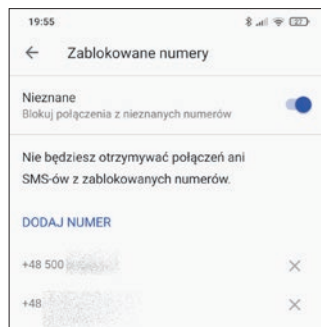 19:55
27
Zablokowane numery
Nieznane
Blokuj połączenia z nieznanych numerów
Nie będziesz otrzymywać połączeń ani
SMS-ów z zablokowanych numerów.
DODAJ NUMER
+48 500
+48